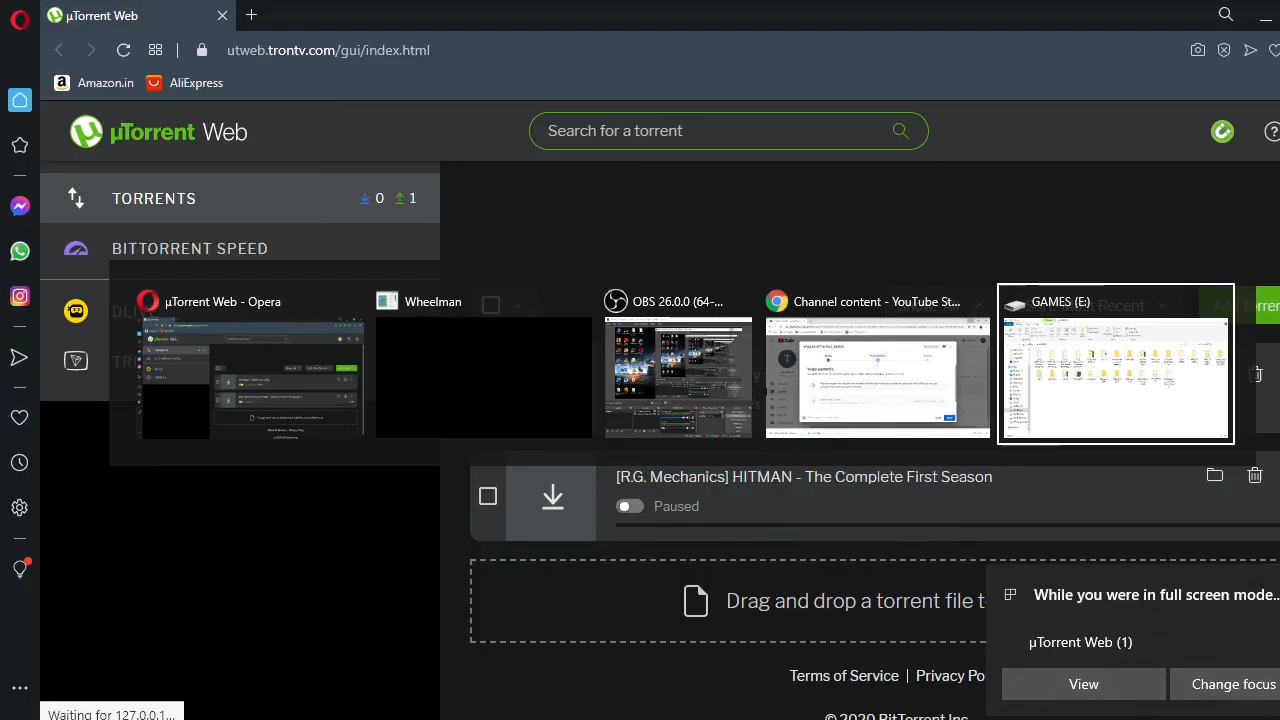 µTorrent Web
utweb.trontv.com/gui/index.html
Amazon.in
AliExpress
µTorrent Web
Search for a torrent
TORRENTS
0
1
BITTORRENT SPEED
µTorrent Web - Opera
Wheelman
OBS 26.0.0 (64-...
Channel content - YouTube St...
GAMES (E:)
[R.G. Mechanics] HITMAN - The Complete First Season
Paused
Drag and drop a torrent file t
While you were in full screen mode...
µTorrent Web (1)
View
Change focus
Terms of Service | Privacy Po
© 2020 BitTorrent Inc
Waiting for 127.0.0.1...